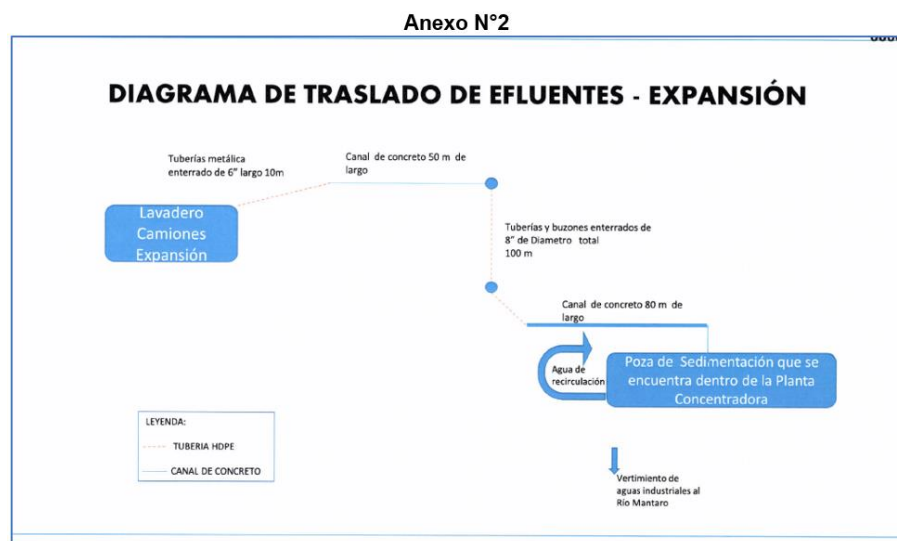 Anexo N°2
DIAGRAMA DE TRASLADO DE EFLUENTES - EXPANSIÓN
Tuberías metálica
enterrado de 6" largo 10m
Canal de concreto 50 m de
largo
Lavadero
Camiones
Expansión
Tuberías y buzones enterrados de
8" de Diametro total
100 m
Canal de concreto 80 m de
largo
Agua de
recirculación
Poza de Sedimentación que se
encuentra dentro de la Planta
Concentradora
LEYENDA:
TUBERIA HDPE
CANAL DE CONCRETO
Vertimiento de
aguas industriales al
Río Mantaro